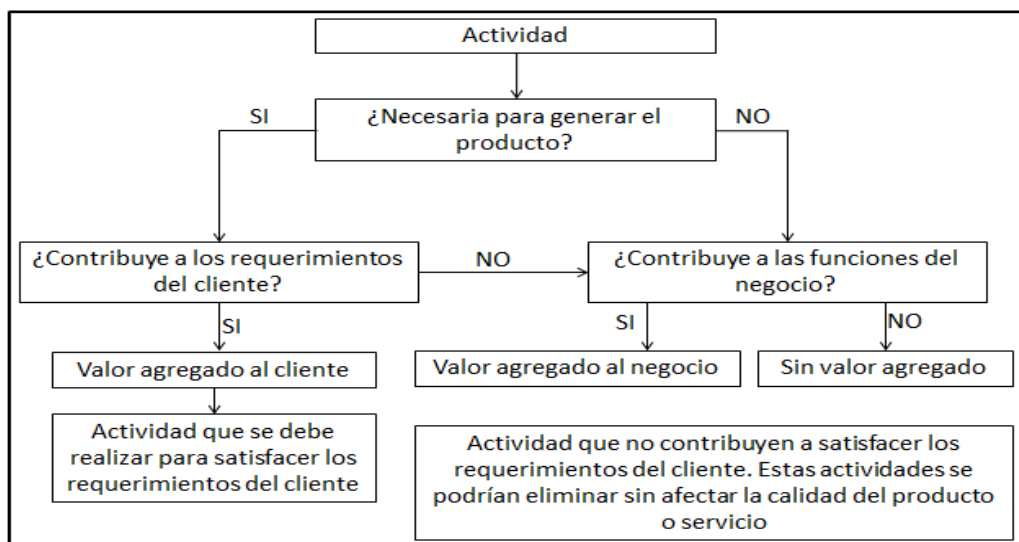 Actividad
¿Necesaria para generar el
producto?
SI
NO
¿Contribuye a los requerimientos
del cliente?
NO
¿Contribuye a las funciones del
negocio?
SI
SI
NO
Valor agregado al cliente
Valor agregado al negocio
Sin valor agregado
Actividad que se debe
realizar para satisfacer los
requerimientos del cliente
Actividad que no contribuyen a satisfacer los
requerimientos del cliente. Estas actividades se
podrían eliminar sin afectar la calidad del producto
o servicio